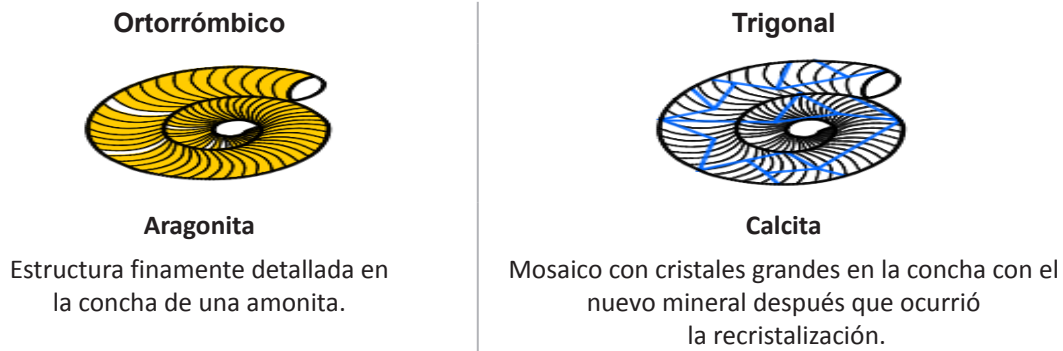 Ortorrómbico
Aragonita
Estructura finamente detallada en
la concha de una amonita.
Trigonal
Calcita
Mosaico con cristales grandes en la concha con el
nuevo mineral después que ocurrió
la recristalización.